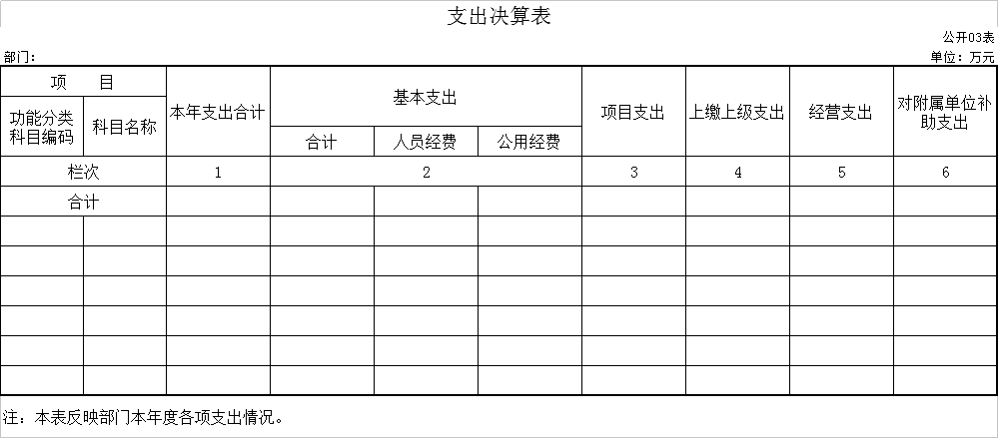 支出决算表
公开03表
部门：
单位：万元
项 目
本年支出合计
基本支出
项目支出
上缴上级支出
经营支出
对附属单位补
助支出
功能分类
科目编码
科目名称
合计
人员经费
公用经费
栏次
1
2
3
4
5
6
合计
注：本表反映部门本年度各项支出情况。